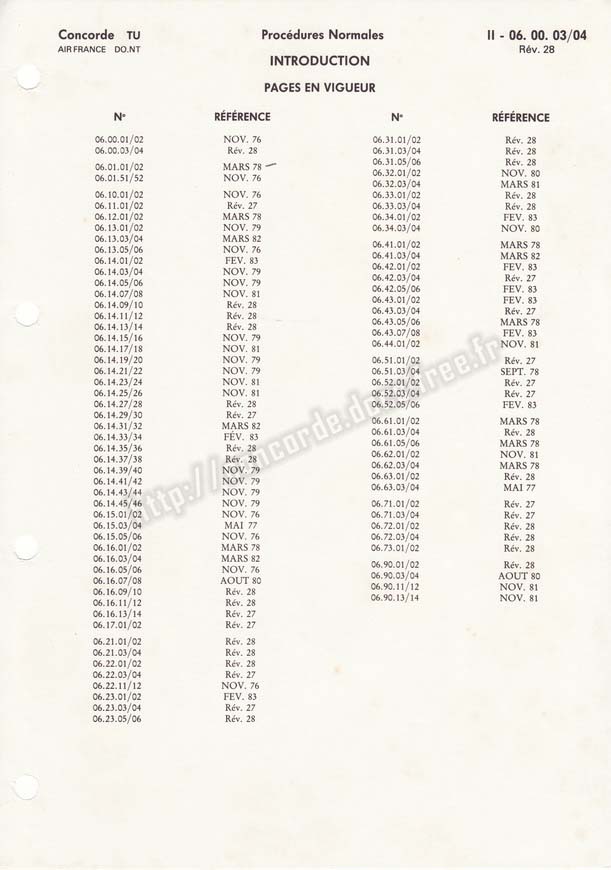 Concorde TU Procédures Normales II - 06. 00. 03/04
AIR FRANCE DO.NT INTRODUCTION Rév. 28
PAGES EN VIGUEUR
N° RÉFÉRENCE
06.00.01/02 NOV. 76
06.00.03/04 Rév. 28
06.01.01/02 MARS 78
06.01.51/52 NOV. 76
06.10.01/02 NOV. 76
06.11.01/02 Rév. 27
06.12.01/02 MARS 78
06.13.01/02 NOV. 79
06.13.03/04 MARS 82
06.13.05/06 NOV. 76
06.14.01/02 FEV. 83
06.14.03/04 NOV. 79
06.14.05/06 NOV. 79
06.14.07/08 NOV. 81
06.14.09/10 Rév. 28
06.14.11/12 Rév. 28
06.14.13/14 Rév. 28
06.14.15/16 NOV. 79
06.14.17/18 NOV. 81
06.14.19/20 NOV. 79
06.14.21/22 NOV. 79
06.14.23/24 NOV. 81
06.14.25/26 NOV. 81
06.14.27/28 Rév. 28
06.14.29/30 Rév. 27
06.14.31/32 MARS 82
06.14.33/34 FÉV. 83
06.14.35/36 Rév. 28
06.14.37/38 Rév. 28
06.14.39/40 NOV. 79
06.14.41/42 NOV. 79
06.14.43/44 NOV. 79
06.14.45/46 NOV. 79
06.15.01/02 NOV. 76
06.15.03/04 MAI 77
06.15.05/06 NOV. 76
06.16.01/02 MARS 78
06.16.03/04 MARS 82
06.16.05/06 NOV. 76
06.16.07/08 AOUT 80
06.16.09/10 Rév. 28
06.16.11/12 Rév. 28
06.16.13/14 Rév. 27
06.17.01/02 Rév. 27
06.21.01/02 Rév. 28
06.21.03/04 Rév. 28
06.22.01/02 Rév. 28
06.22.03/04 Rév. 27
06.22.11/12 NOV. 76
06.23.01/02 FEV. 83
06.23.03/04 Rév. 27
06.23.05/06 Rév. 28
N° RÉFÉRENCE
06.31.01/02 Rév. 28
06.31.03/04 Rév. 28
06.31.05/06 Rév. 28
06.32.01/02 NOV. 80
06.32.03/04 MARS 81
06.33.01/02 Rév. 28
06.33.03/04 Rév. 28
06.34.01/02 FEV. 83
06.34.03/04 NOV. 80
06.41.01/02 MARS 78
06.41.03/04 MARS 82
06.42.01/02 FEV. 83
06.42.03/04 Rév. 27
06.42.05/06 FEV. 83
06.43.01/02 FEV. 83
06.43.03/04 Rév. 27
06.43.05/06 MARS 78
06.43.07/08 FEV. 83
06.44.01/02 NOV. 81
06.51.01/02 Rév. 27
06.51.03/04 SEPT. 78
06.52.01/02 Rév. 27
06.52.03/04 Rév. 27
06.52.05/06 FEV. 83
06.61.01/02 MARS 78
06.61.03/04 Rév. 28
06.61.05/06 MARS 78
06.62.01/02 NOV. 81
06.62.03/04 MARS 78
06.63.01/02 Rév. 28
06.63.03/04 MAI 77
06.71.01/02 Rév. 27
06.71.03/04 Rév. 27
06.72.01/02 Rév. 28
06.72.03/04 Rév. 28
06.73.01/02 Rév. 27
06.90.01/02 Rév. 28
06.90.03/04 AOUT 80
06.90.11/12 NOV. 81
06.90.13/14 NOV. 81
http://concorde.desaree.fr